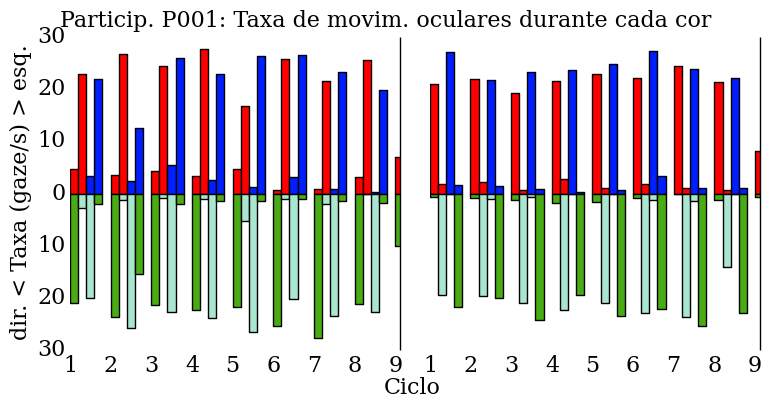 Particip. P001: Taxa de movim. oculares durante cada cor
dir. < Taxa (gaze/s) > esq.
30
20
10
0
10
20
30
1 2 3 4 5 6 7 8 9 1 2 3 4 5 6 7 8 9
Ciclo